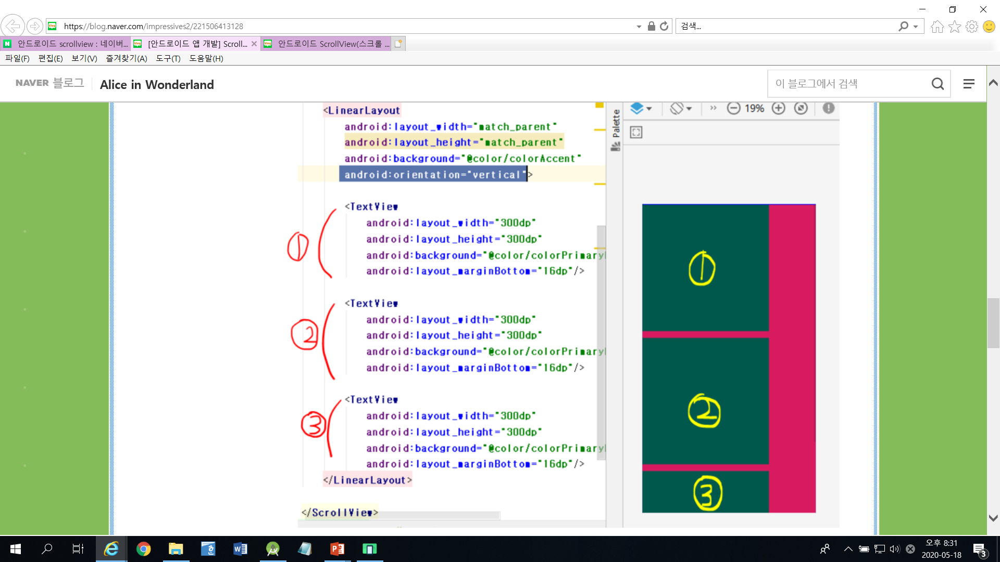 https://blog.naver.com/impressives2/221506413128
검색...
안드로이드 scrollview : 네이버...
[안드로이드 앱 개발] Scroll...
안드로이드 ScrollView(스크롤 ...
파일(F) 편집(E) 보기(V) 즐겨찾기(A) 도구(T) 도움말(H)
NAVER 블로그
Alice in Wonderland
이 블로그에서 검색
<LinearLayout
android:layout_width="match_parent"
android:layout_height="match_parent"
android:background="@color/colorAccent"
android:orientation="vertical">
①
<TextView
android:layout_width="300dp"
android:layout_height="300dp"
android:background="@color/colorPrimary
android:layout_marginBottom="16dp"/>
②
<TextView
android:layout_width="300dp"
android:layout_height="300dp"
android:background="@color/colorPrimary
android:layout_marginBottom="16dp"/>
③
<TextView
android:layout_width="300dp"
android:layout_height="300dp"
android:background="@color/colorPrimary
android:layout_marginBottom="16dp"/>
</LinearLayout>
</ScrollView>
Palette
19%
①
②
③
오후 8:31
2020-05-18
3